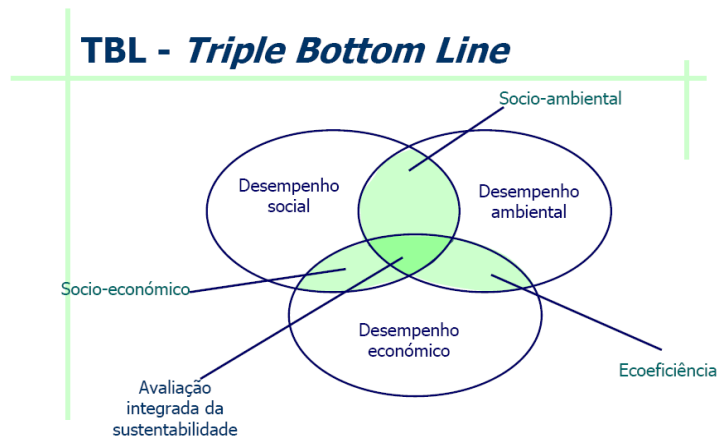 TBL - Triple Bottom Line
Socio-ambiental
Desempenho
social
Desempenho
ambiental
Socio-económico
Desempenho
económico
Ecoeficiência
Avaliação
integrada da
sustentabilidade